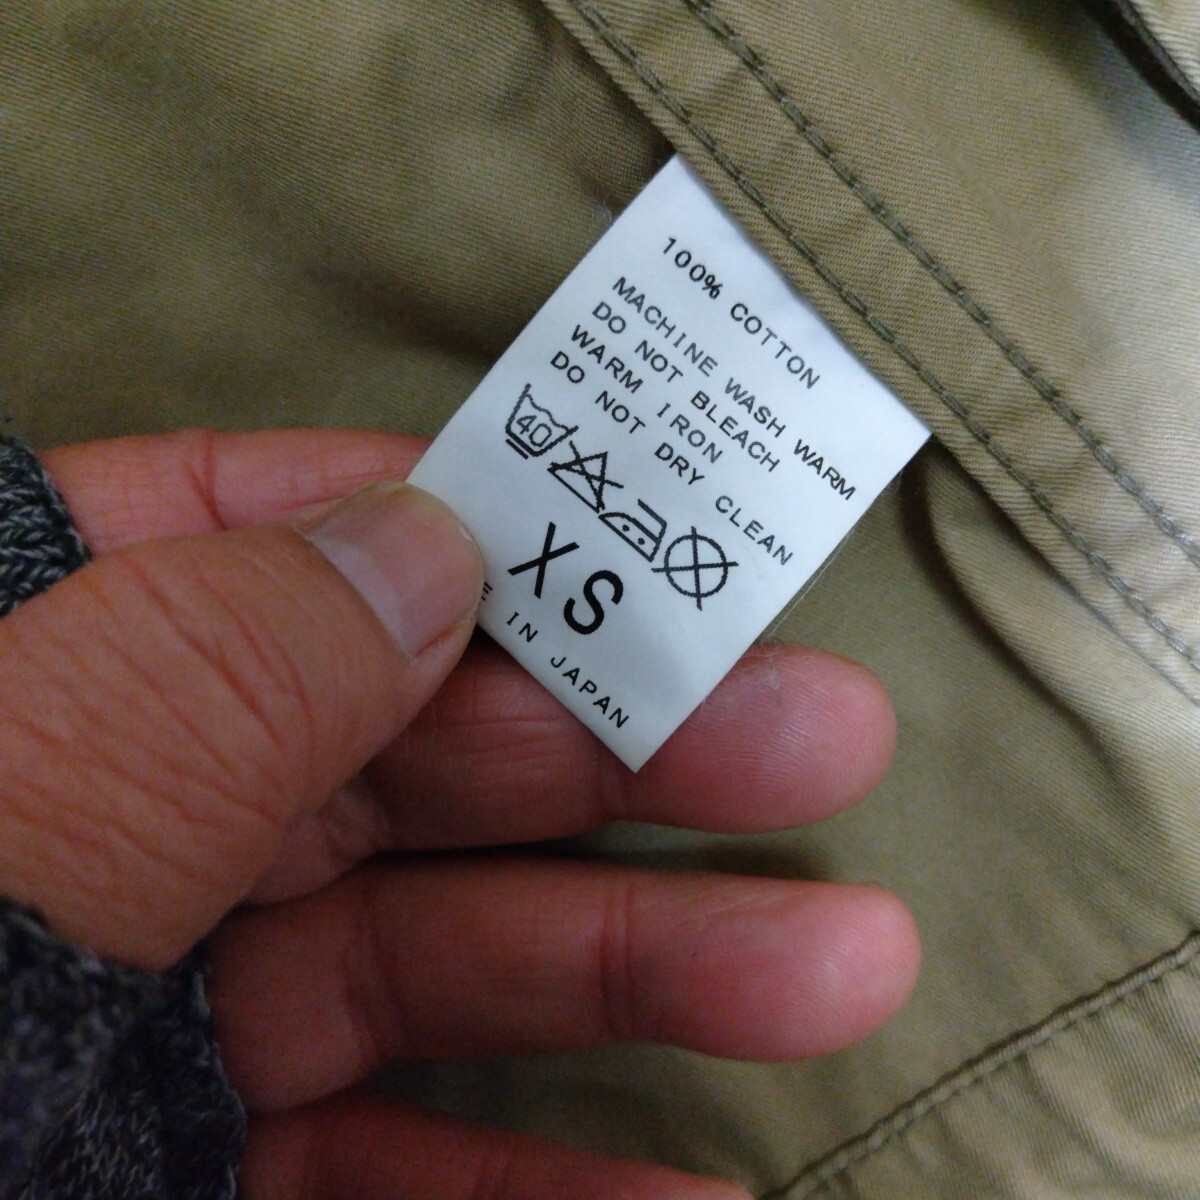 100% COTTON
MACHINE WASH WARM
DO NOT BLEACH
WARM IRON
DO NOT DRY CLEAN
40
XS
IN JAPAN